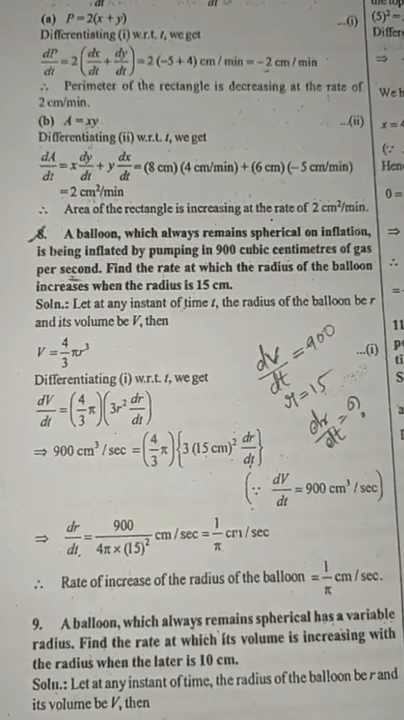 (a) P = 2(x + y) ...(i)
Differentiating (i) w.r.t. t, we get
dP/dt = 2(dx/dt + dy/dt) = 2(−5 + 4) cm / min = −2 cm / min
∴ Perimeter of the rectangle is decreasing at the rate of
2 cm/min.
(b) A = xy ...(ii)
Differentiating (ii) w.r.t. t, we get
dA/dt = x dy/dt + y dx/dt = (8 cm) (4 cm/min) + (6 cm) (−5 cm/min)
= 2 cm²/min
∴ Area of the rectangle is increasing at the rate of 2 cm²/min.
8. A balloon, which always remains spherical on inflation,
is being inflated by pumping in 900 cubic centimetres of gas
per second. Find the rate at which the radius of the balloon
increases when the radius is 15 cm.
Soln.: Let at any instant of time t, the radius of the balloon be r
and its volume be V, then
V = 4/3 πr³ ...(i)
Differentiating (i) w.r.t. t, we get
dV/dt = (4/3 π)(3r² dr/dt)
⇒ 900 cm³ / sec = (4/3 π){3 (15 cm)² dr/dt}
(∵ dV/dt = 900 cm³ / sec)
⇒ dr/dt = 900/4π × (15)² cm / sec = 1/π cm / sec
∴ Rate of increase of the radius of the balloon = 1/π cm / sec.
9. A balloon, which always remains spherical has a variable
radius. Find the rate at which its volume is increasing with
the radius when the later is 10 cm.
Soln.: Let at any instant of time, the radius of the balloon be r and
its volume be V, then
dv/dt = 900
r = 15
dr/dt = ?
(5)² =
Differ
⇒
We h
x = 4
(∵
Hen
0 =
⇒
∴
=
11
p
ti
S
a